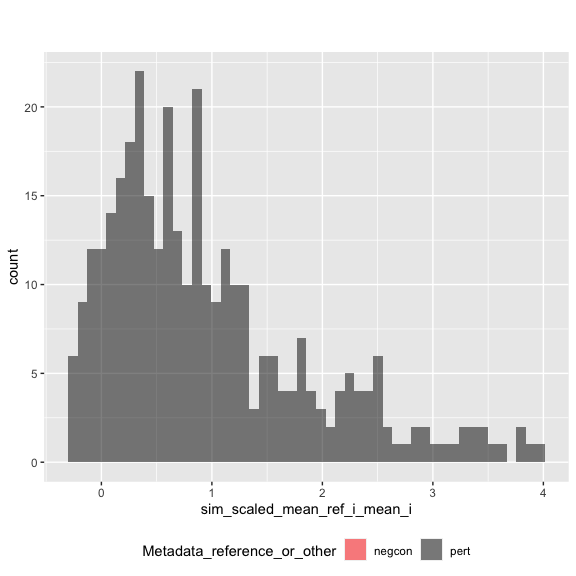 20
15
10
5
0
count
0 1 2 3 4
sim_scaled_mean_ref_i_mean_i
Metadata_reference_or_other negcon pert